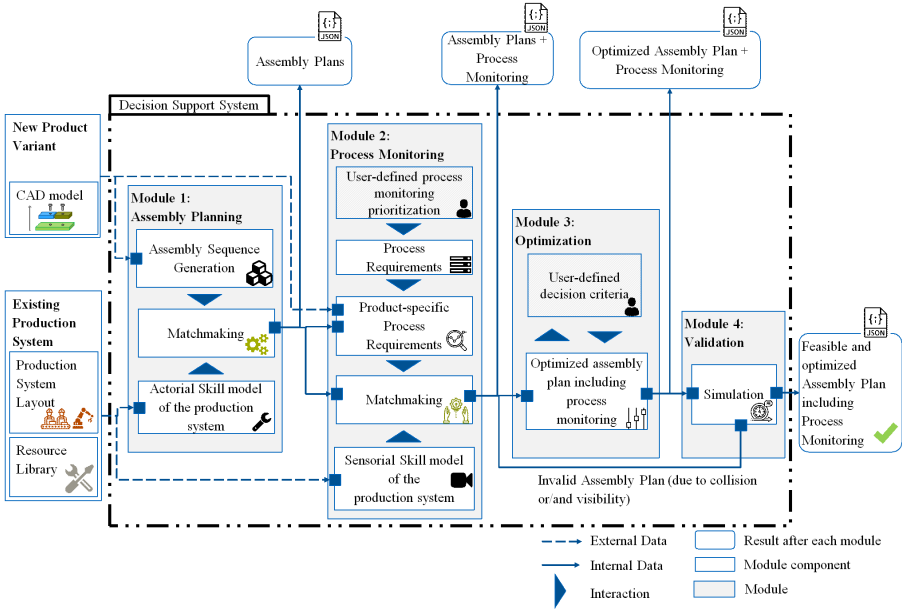 {;}
JSON
Assembly Plans
{;}
JSON
Assembly Plans +
Process
Monitoring
{;}
JSON
Optimized Assembly Plan +
Process Monitoring
Decision Support System
New Product
Variant
CAD model
Existing
Production
System
Production
System
Layout
Resource
Library
Module 1:
Assembly Planning
Assembly Sequence
Generation
Matchmaking
Actorial Skill model
of the production
system
Module 2:
Process Monitoring
User-defined process
monitoring
prioritization
Process
Requirements
Product-specific
Process
Requirements
Matchmaking
Sensorial Skill model
of the
production system
Module 3:
Optimization
User-defined
decision criteria
Optimized assembly
plan including
process
monitoring
Module 4:
Validation
Simulation
{;}
JSON
Feasible and
optimized
Assembly Plan
including
Process
Monitoring
Invalid Assembly Plan (due to collision
or/and visibility)
External Data
Internal Data
Interaction
Result after each module
Module component
Module